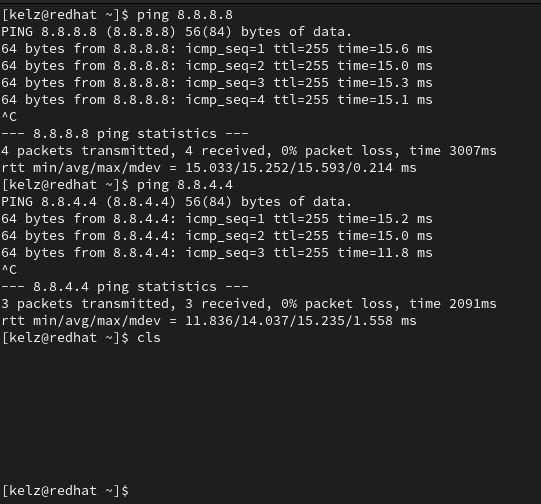 [kelz@redhat ~]$ ping 8.8.8.8
PING 8.8.8.8 (8.8.8.8) 56(84) bytes of data.
64 bytes from 8.8.8.8: icmp_seq=1 ttl=255 time=15.6 ms
64 bytes from 8.8.8.8: icmp_seq=2 ttl=255 time=15.0 ms
64 bytes from 8.8.8.8: icmp_seq=3 ttl=255 time=15.3 ms
64 bytes from 8.8.8.8: icmp_seq=4 ttl=255 time=15.1 ms
^C
--- 8.8.8.8 ping statistics ---
4 packets transmitted, 4 received, 0% packet loss, time 3007ms
rtt min/avg/max/mdev = 15.033/15.252/15.593/0.214 ms
[kelz@redhat ~]$ ping 8.8.4.4
PING 8.8.4.4 (8.8.4.4) 56(84) bytes of data.
64 bytes from 8.8.4.4: icmp_seq=1 ttl=255 time=15.2 ms
64 bytes from 8.8.4.4: icmp_seq=2 ttl=255 time=15.0 ms
64 bytes from 8.8.4.4: icmp_seq=3 ttl=255 time=11.8 ms
^C
--- 8.8.4.4 ping statistics ---
3 packets transmitted, 3 received, 0% packet loss, time 2091ms
rtt min/avg/max/mdev = 11.836/14.037/15.235/1.558 ms
[kelz@redhat ~]$ cls
[kelz@redhat ~]$